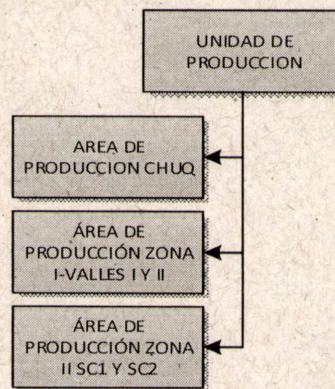 UNIDAD DE
PRODUCCION
AREA DE
PRODUCCION CHUQ
ÁREA DE
PRODUCCIÓN ZONA
I-VALLES I Y II
ÁREA DE
PRODUCCIÓN ZONA
II SC1 Y SC2